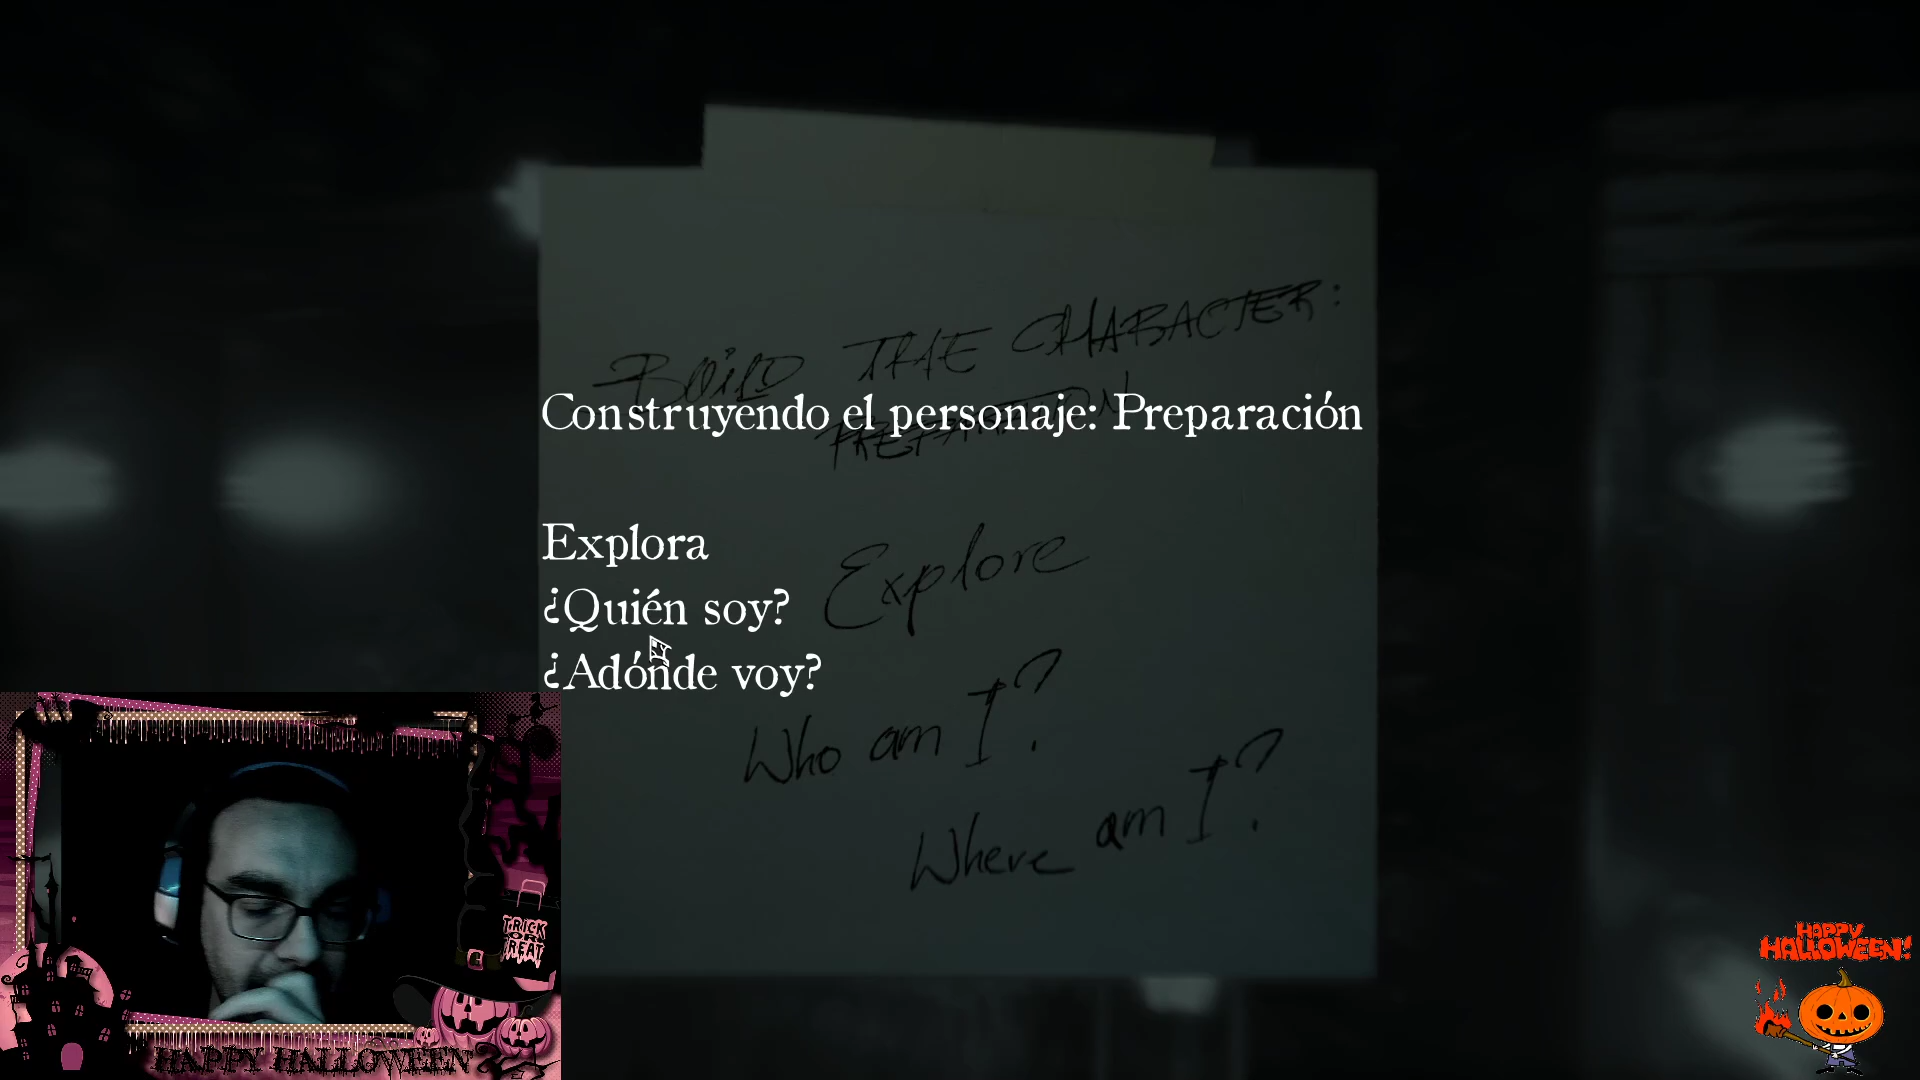 BUILD THE CHARACTER:
PREPARATION
Construyendo el personaje: Preparación
Explora
Explore
¿Quién soy?
¿Adónde voy?
Who am I?
Where am I?
TRICK
OR
TREAT
HAPPY HALLOWEEN
HAPPY
HALLOWEEN!